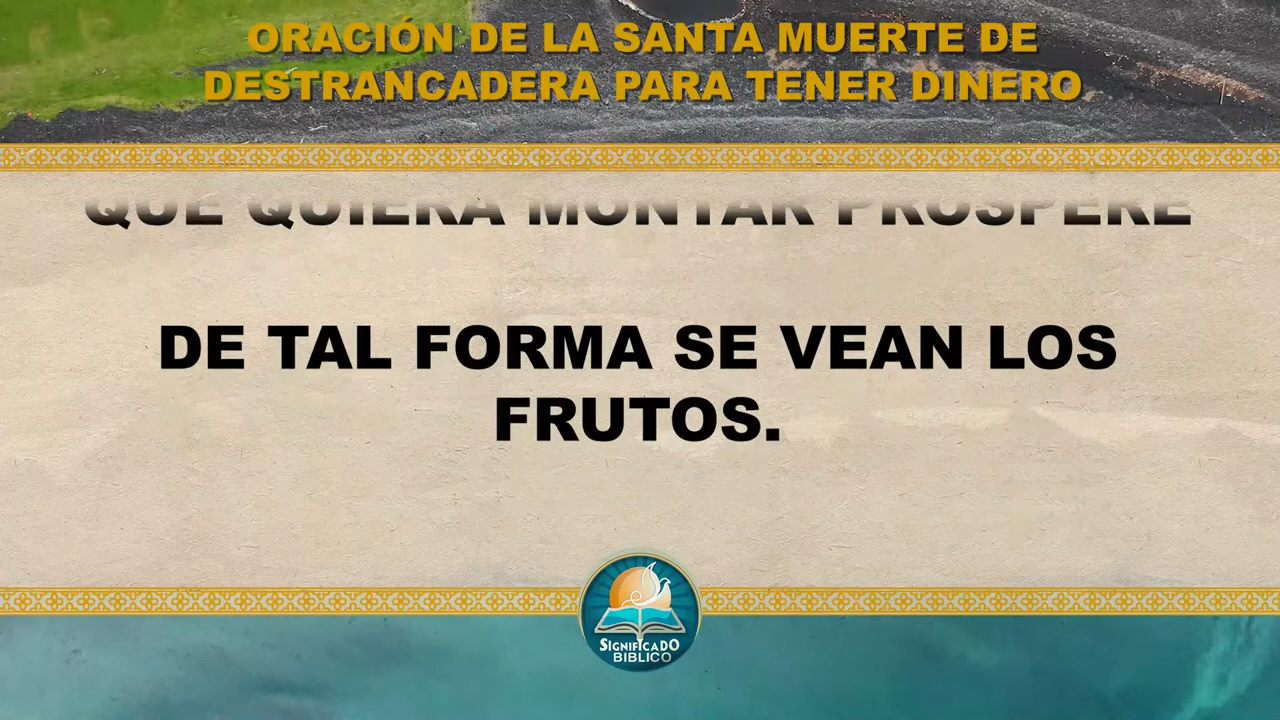 ORACIÓN DE LA SANTA MUERTE DE
DESTRANCADERA PARA TENER DINERO
QUE QUIERA MONTAR PROSPERE
DE TAL FORMA SE VEAN LOS
FRUTOS.
SIGNIFICADO
BIBLICO